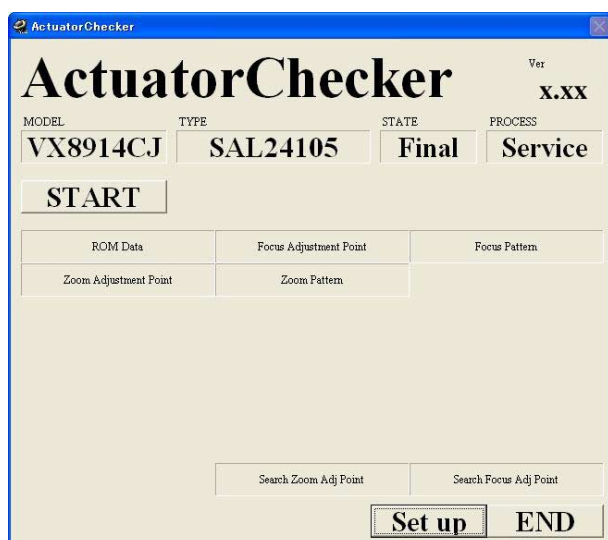 ActuatorChecker
ActuatorChecker
Ver
x.xx
MODEL TYPE STATE PROCESS
VX8914CJ SAL24105 Final Service
START
ROM Data Focus Adjustment Point Focus Pattern
Zoom Adjustment Point Zoom Pattern
Search Zoom Adj Point Search Focus Adj Point
Set up END